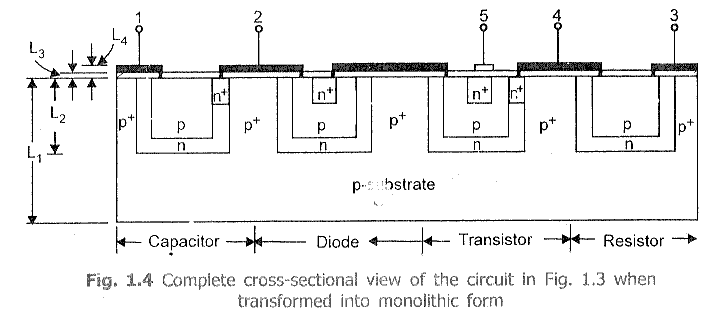 1 2 5 4 3
L3 L4
n+ n+ n+ n+
L2
p+ p p+ p p+ p p+ p p+
n n n n
L1
p-substrate
Capacitor Diode Transistor Resistor
Fig. 1.4 Complete cross-sectional view of the circuit in Fig. 1.3 when
transformed into monolithic form